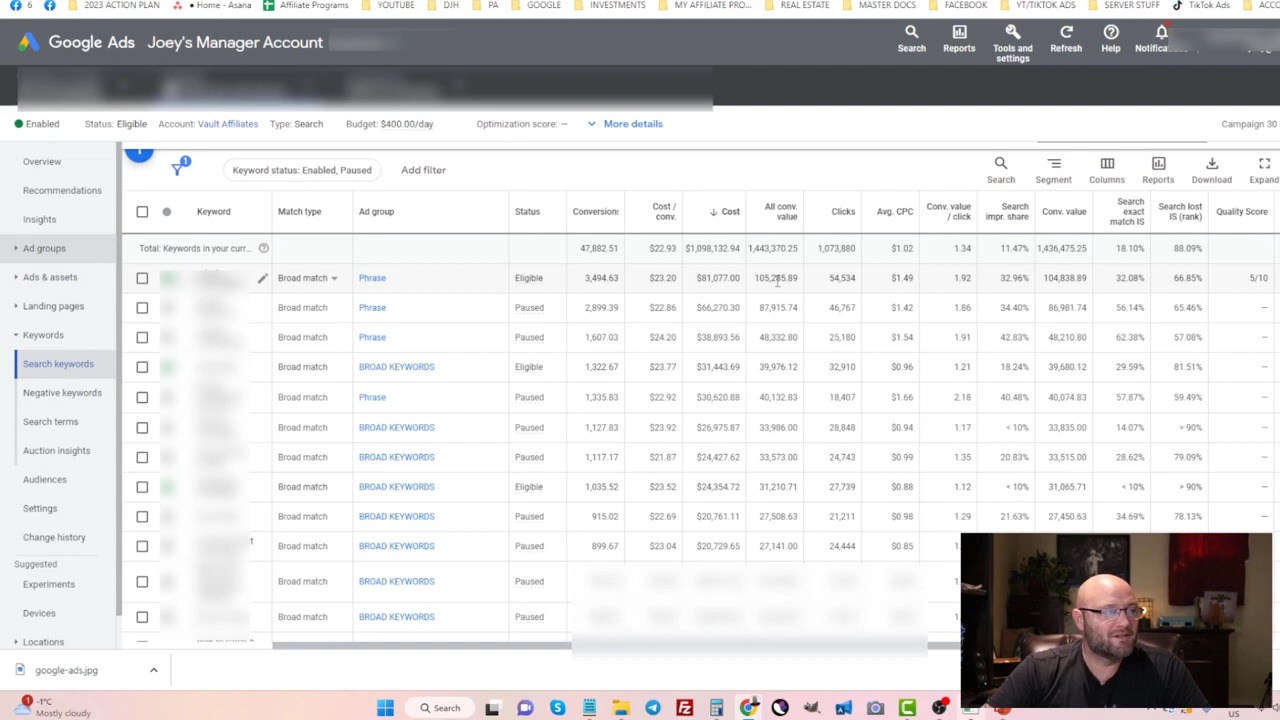 6 2023 ACTION PLAN Home - Asana Affiliate Programs YOUTUBE DJH PA GOOGLE INVESTMENTS MY AFFILIATE PRO... REAL ESTATE MASTER DOCS FACEBOOK YT/TIKTOK ADS SERVER STUFF TikTok Ads
Google Ads Joey's Manager Account
Search Reports Tools and settings Refresh Help
Enabled Status: Eligible Account: Vault Affiliates Type: Search Budget: $400.00/day Optimization score: — More details Campaign 30
Overview
Recommendations
Insights
Ad groups
Ads & assets
Landing pages
Keywords
Search keywords
Negative keywords
Search terms
Auction insights
Audiences
Settings
Change history
Suggested
Experiments
Devices
Locations
1 Keyword status: Enabled, Paused Add filter
Search Segment Columns Reports Download Expand
Keyword Match type Ad group Status Conversions Cost / conv. Cost All conv. value Clicks Avg. CPC Conv. value / click Search impr. share Conv. value Search exact match IS Search lost IS (rank) Quality Score
Total: Keywords in your curr... 47,882.51 $22.93 $1,098,132.94 1,443,370.25 1,073,880 $1.02 1.34 11.47% 1,436,475.25 18.10% 88.09%
Broad match Phrase Eligible 3,494.63 $23.20 $81,077.00 54,534 $1.49 1.92 32.96% 104,838.89 32.08% 66.85% 5/10
Broad match Phrase Paused 2,899.39 $22.86 $66,270.30 87,915.74 46,767 $1.42 1.86 34.40% 86,981.74 56.14% 65.46% —
Broad match Phrase Paused 1,607.03 $24.20 $38,893.56 48,332.80 25,180 $1.54 1.91 42.83% 48,210.80 62.38% 57.08% —
Broad match BROAD KEYWORDS Eligible 1,322.67 $23.77 $31,443.69 39,976.12 32,910 $0.96 1.21 18.24% 39,680.12 29.59% 81.51% —
Broad match Phrase Paused 1,335.83 $22.92 $30,620.88 40,132.83 18,407 $1.66 2.18 40.48% 40,074.83 57.87% 59.49% —
Broad match BROAD KEYWORDS Paused 1,127.83 $23.92 $26,975.87 33,986.00 28,848 $0.94 1.17 < 10% 33,835.00 14.07% > 90% —
Broad match BROAD KEYWORDS Paused 1,117.17 $21.87 $24,427.62 33,573.00 24,743 $0.99 1.35 20.83% 33,515.00 28.62% 79.09% —
Broad match BROAD KEYWORDS Eligible 1,035.52 $23.52 $24,354.72 31,210.71 27,739 $0.88 1.12 < 10% 31,065.71 < 10% > 90% —
Broad match BROAD KEYWORDS Paused 915.02 $22.69 $20,761.11 27,508.63 21,211 $0.98 1.29 21.63% 27,450.63 34.69% 78.13% —
Broad match BROAD KEYWORDS Paused 899.67 $23.04 $20,729.65 27,141.00 24,444 $0.85
Broad match BROAD KEYWORDS Paused
Broad match BROAD KEYWORDS Paused
google-ads.jpg
1 -1°C
Mostly cloudy
Search
US